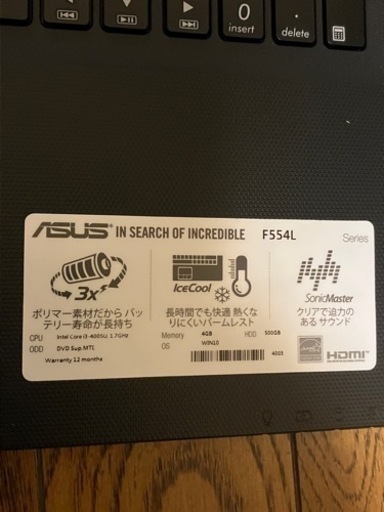 0
insert
.
delete
ASUS IN SEARCH OF INCREDIBLE F554L Series
3x
ポリマー素材だから バッ
テリー寿命が長持ち
IceCool
長時間でも快適 熱くな
りにくいパームレスト
SonicMaster
クリアで迫力の
ある サウンド
CPU Intel Core i3-4005U, 1.7GHz
ODD DVD Sup.MTI
Warranty 12 months
Memory 4GB HDD 500GB
OS WIN10
4003
HDMI